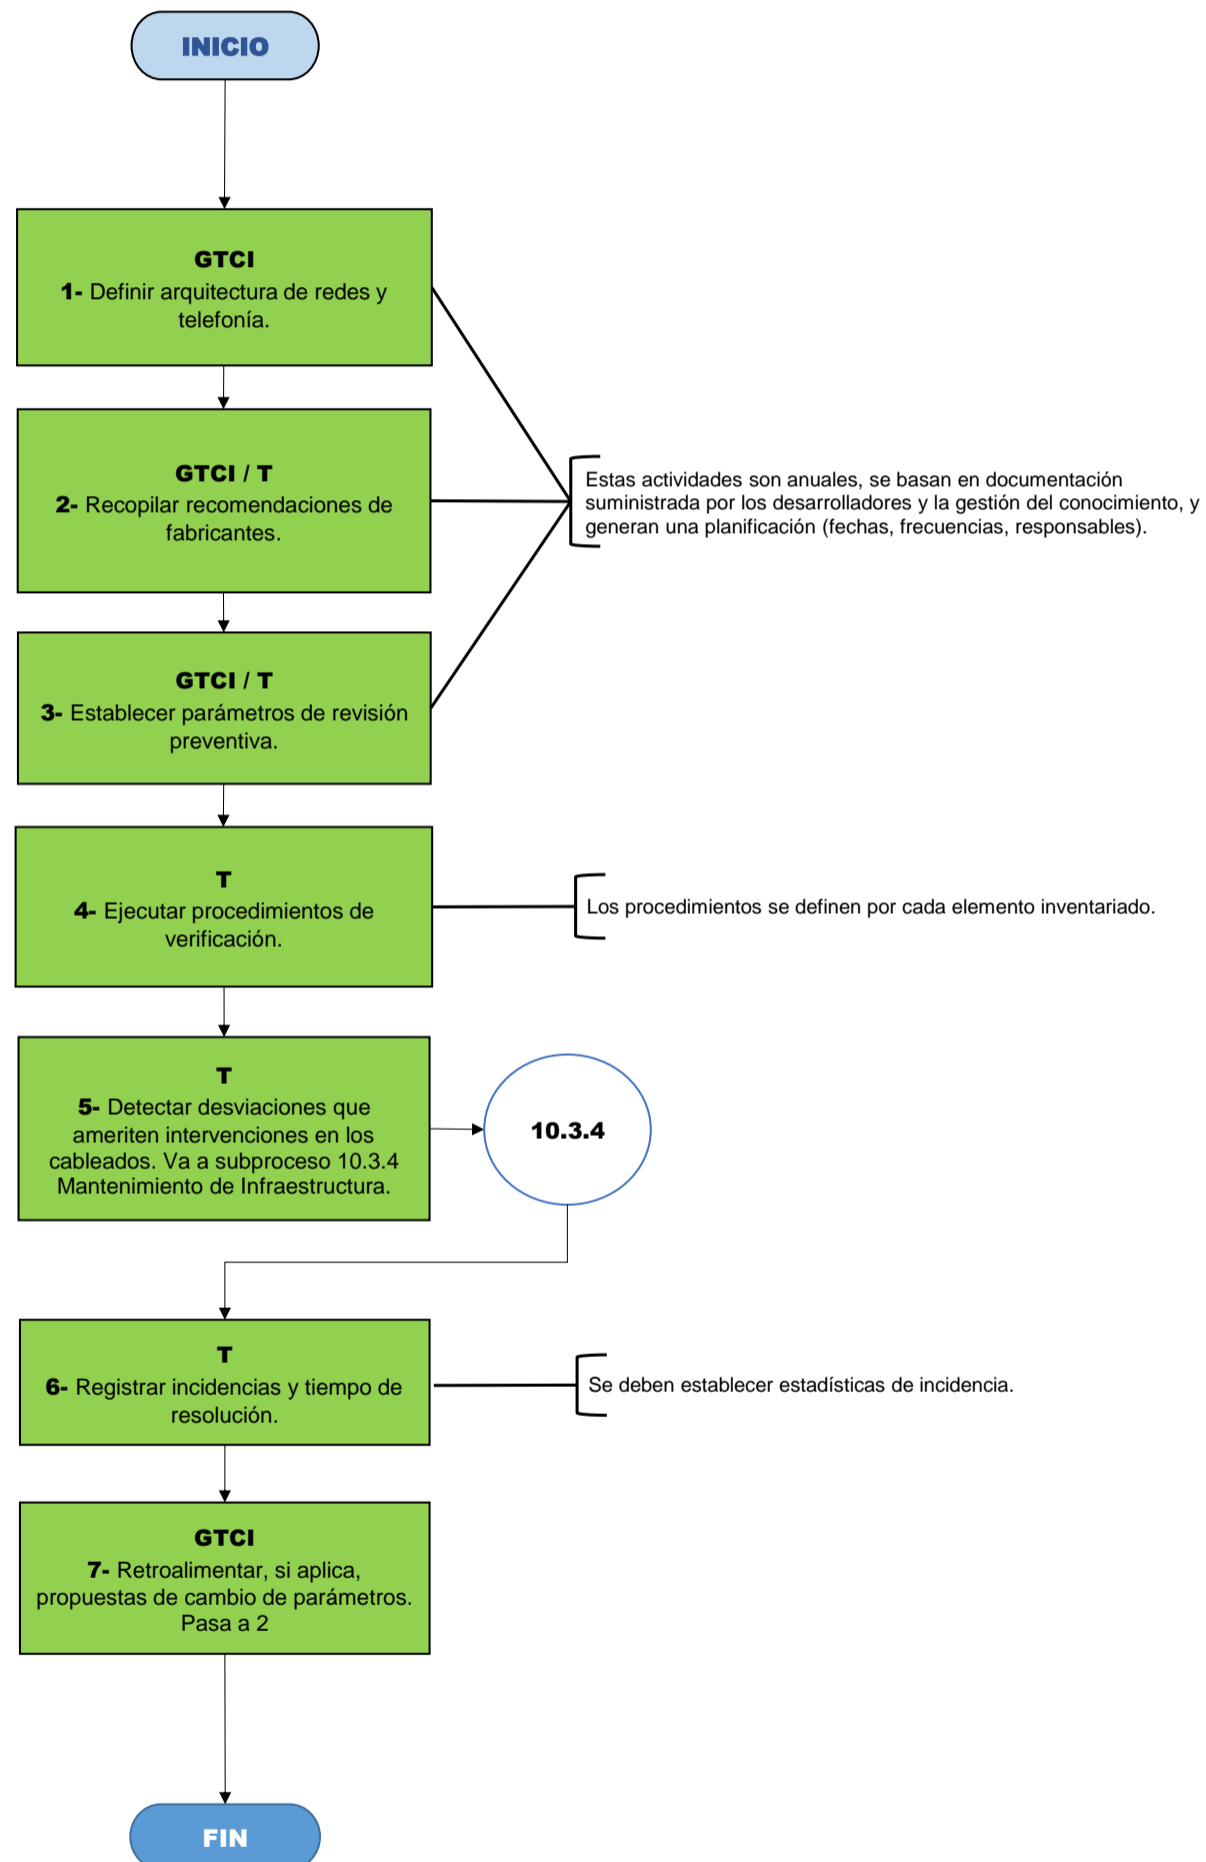 INICIO
GTCI
1- Definir arquitectura de redes y
telefonía.
GTCI / T
2- Recopilar recomendaciones de
fabricantes.
Estas actividades son anuales, se basan en documentación
suministrada por los desarrolladores y la gestión del conocimiento, y
generan una planificación (fechas, frecuencias, responsables).
GTCI / T
3- Establecer parámetros de revisión
preventiva.
T
4- Ejecutar procedimientos de
verificación.
Los procedimientos se definen por cada elemento inventariado.
T
5- Detectar desviaciones que
ameriten intervenciones en los
cableados. Va a subproceso 10.3.4
Mantenimiento de Infraestructura.
10.3.4
T
6- Registrar incidencias y tiempo de
resolución.
Se deben establecer estadísticas de incidencia.
GTCI
7- Retroalimentar, si aplica,
propuestas de cambio de parámetros.
Pasa a 2
FIN